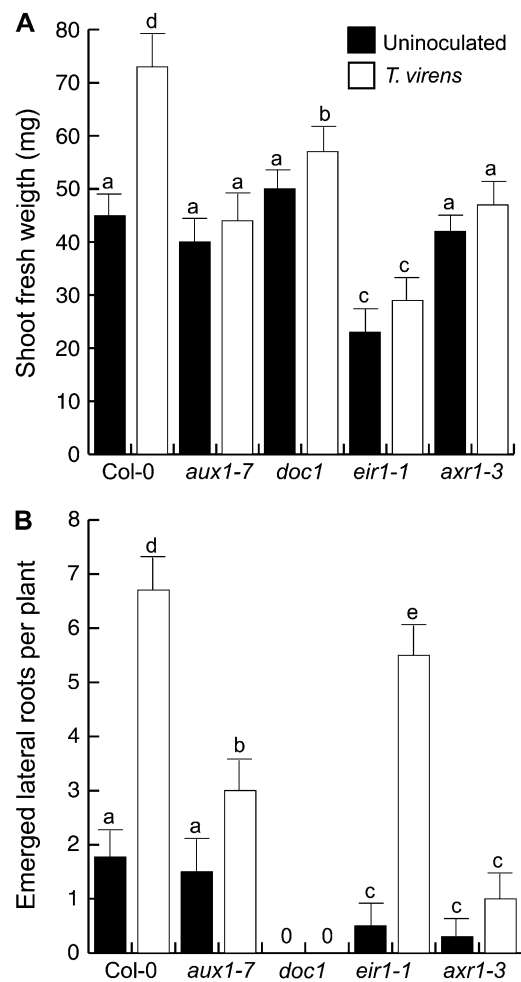 A
80
70
60
50
40
30
20
10
0
Shoot fresh weigth (mg)
Uninoculated
T. virens
a d a a a b c c a a
Col-0 aux1-7 doc1 eir1-1 axr1-3
B
8
7
6
5
4
3
2
1
0
Emerged lateral roots per plant
a d a b 0 0 c e c c
Col-0 aux1-7 doc1 eir1-1 axr1-3